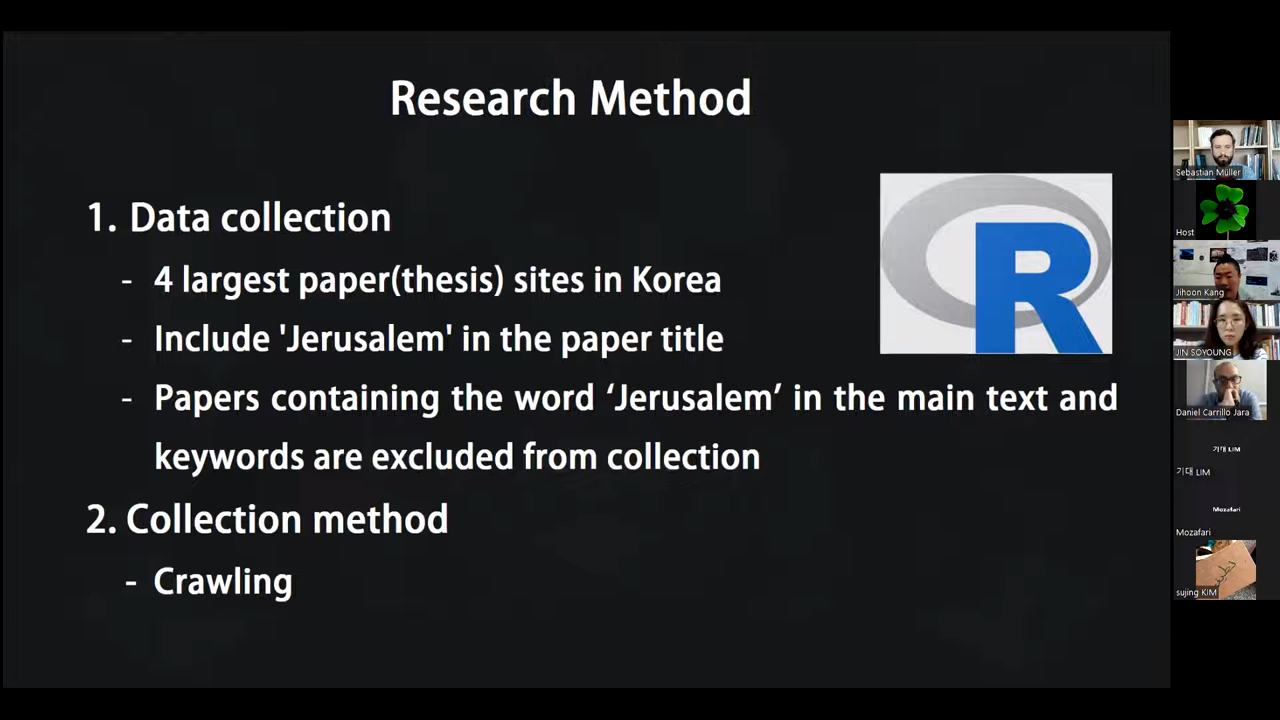 Research Method
1. Data collection
- 4 largest paper(thesis) sites in Korea
- Include 'Jerusalem' in the paper title
- Papers containing the word ‘Jerusalem’ in the main text and
keywords are excluded from collection
2. Collection method
- Crawling
R
Sebastian Müller
Host
Jihoon Kang
JIN SOYOUNG
Daniel Carrillo Jara
기대 LIM
기대 LIM
Mozafari
Mozafari
sujing KIM